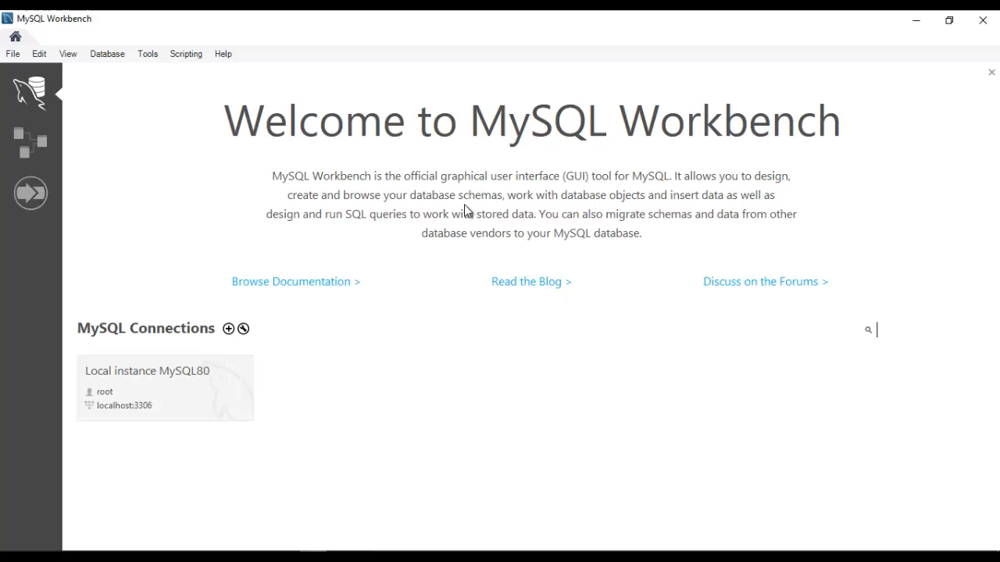 MySQL Workbench
File Edit View Database Tools Scripting Help
Welcome to MySQL Workbench
MySQL Workbench is the official graphical user interface (GUI) tool for MySQL. It allows you to design,
create and browse your database schemas, work with database objects and insert data as well as
design and run SQL queries to work with stored data. You can also migrate schemas and data from other
database vendors to your MySQL database.
Browse Documentation > Read the Blog > Discuss on the Forums >
MySQL Connections
Local instance MySQL80
root
localhost:3306